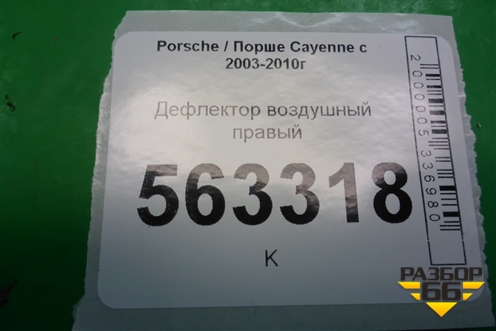 Porsche / Порше Cayenne с
2003-2010г
Дефлектор воздушный
правый
563318
К
2000005336980
РАЗБОР
66